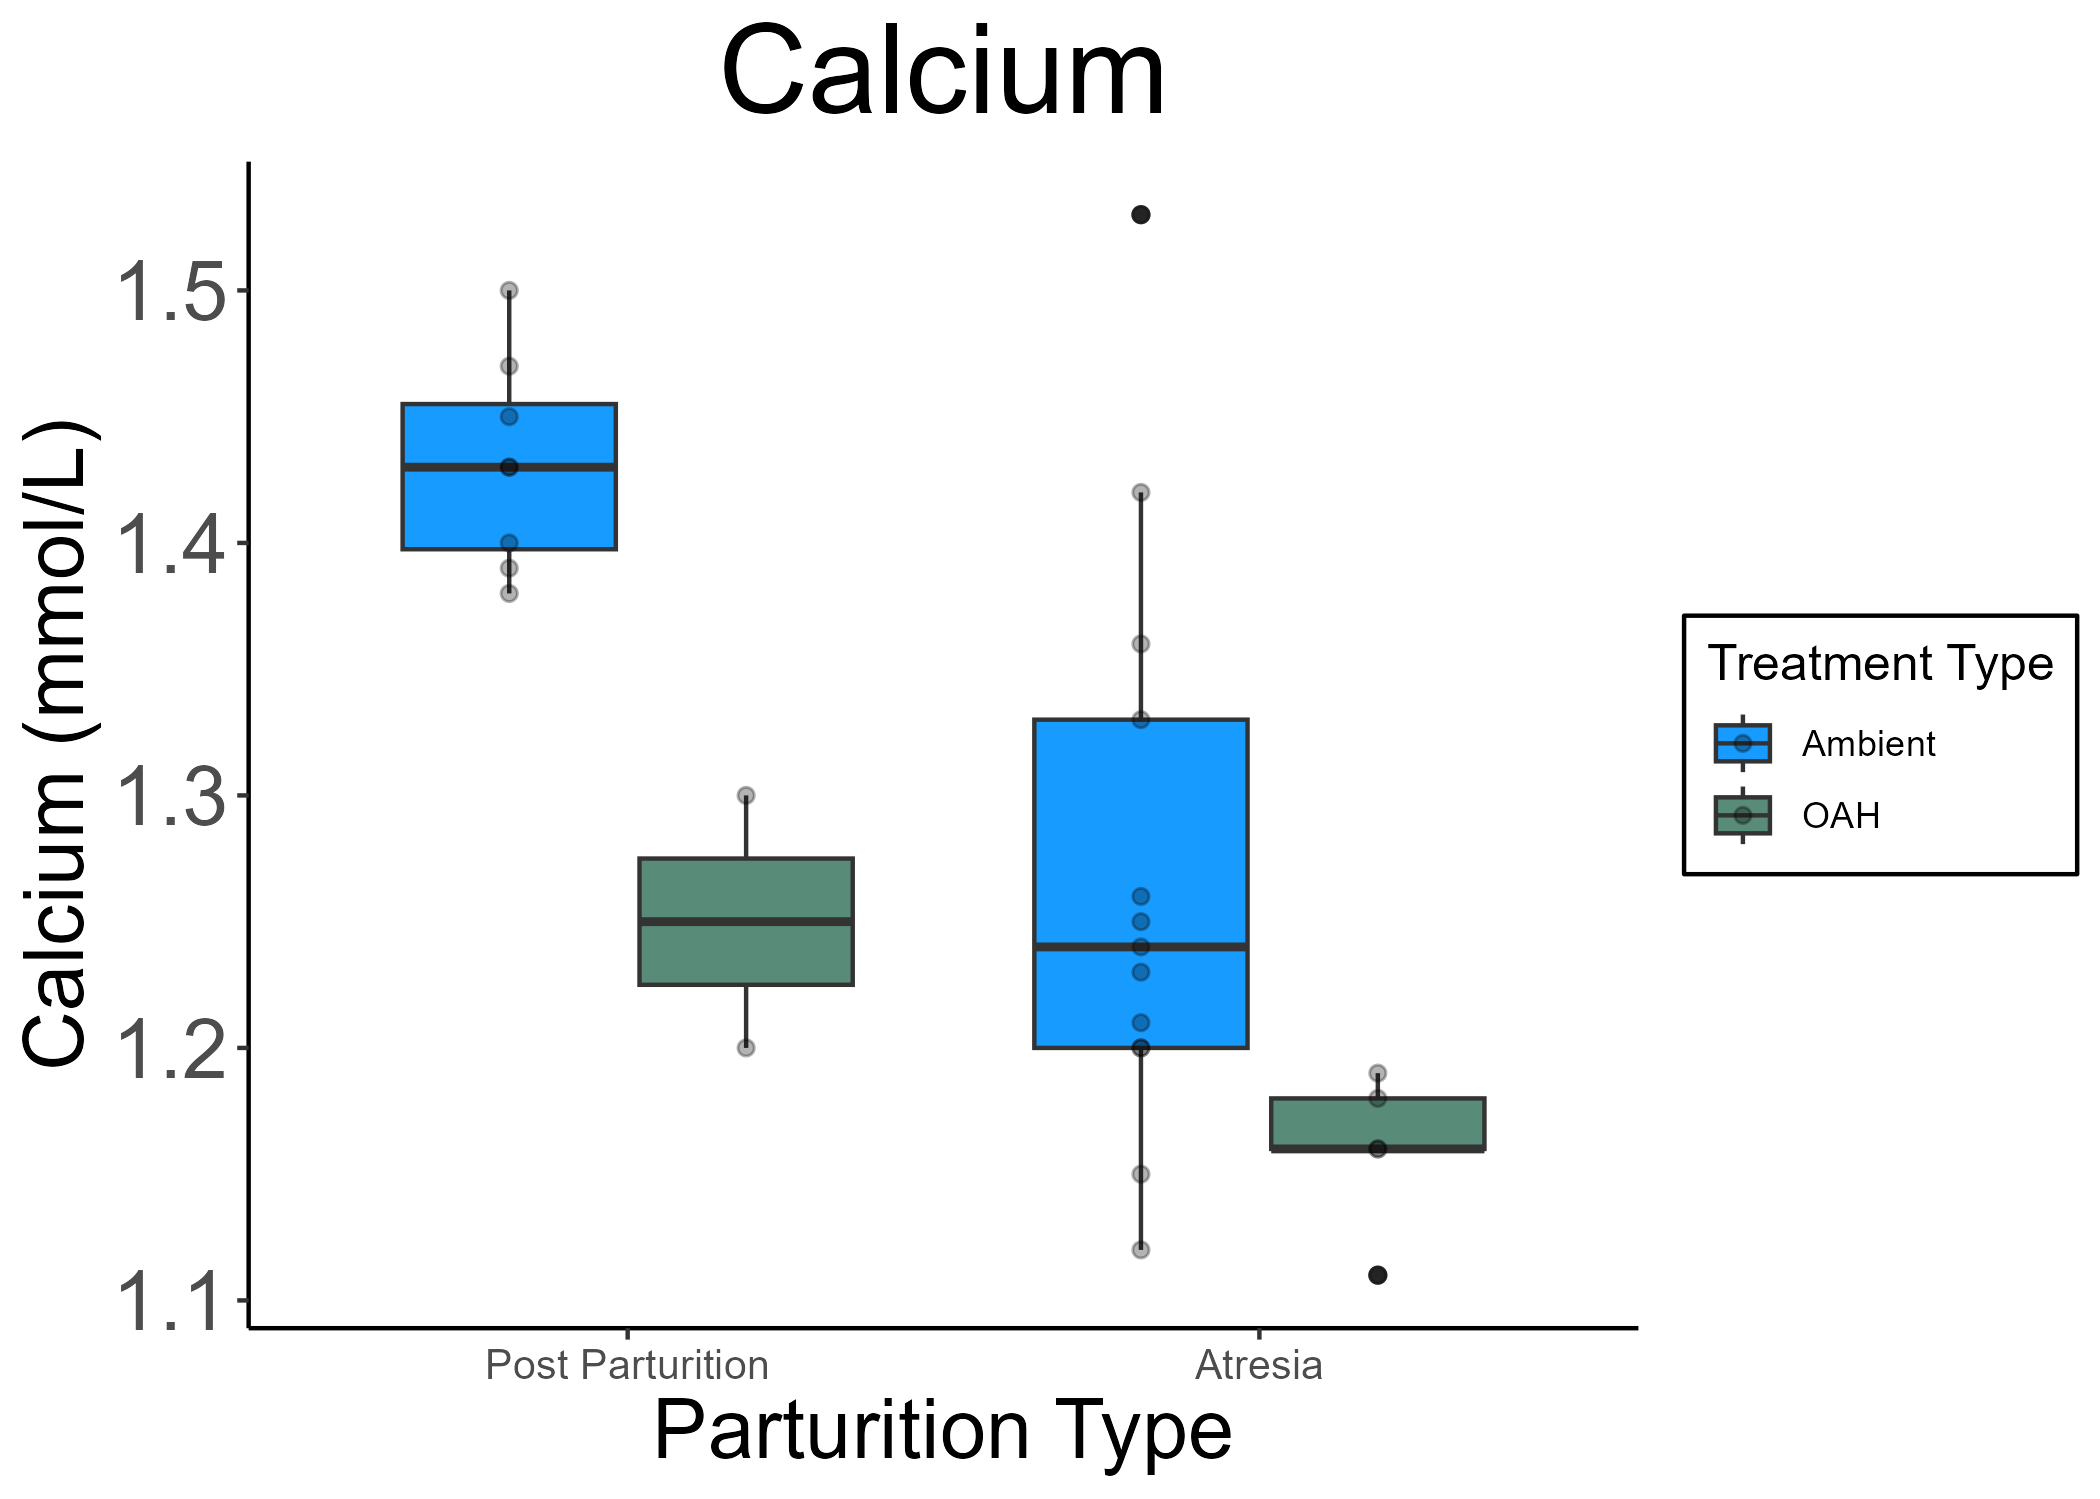 Calcium
Calcium (mmol/L)
1.5
1.4
1.3
1.2
1.1
Post Parturition
Atresia
Parturition Type
Treatment Type
Ambient
OAH